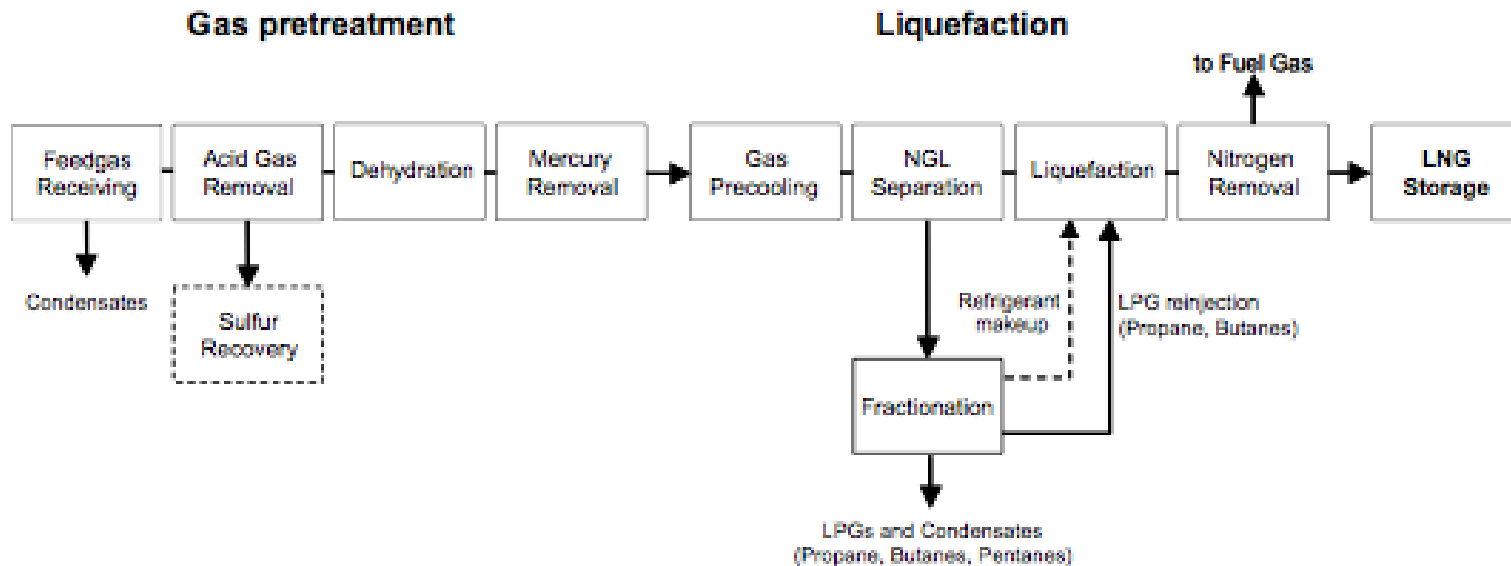 Gas pretreatment
Liquefaction
to Fuel Gas
Feedgas
Receiving
Acid Gas
Removal
Dehydration
Mercury
Removal
Gas
Precooling
NGL
Separation
Liquefaction
Nitrogen
Removal
LNG
Storage
Condensates
Sulfur
Recovery
Refrigerant
makeup
LPG reinjection
(Propane, Butanes)
Fractionation
LPGs and Condensates
(Propane, Butanes, Pentanes)